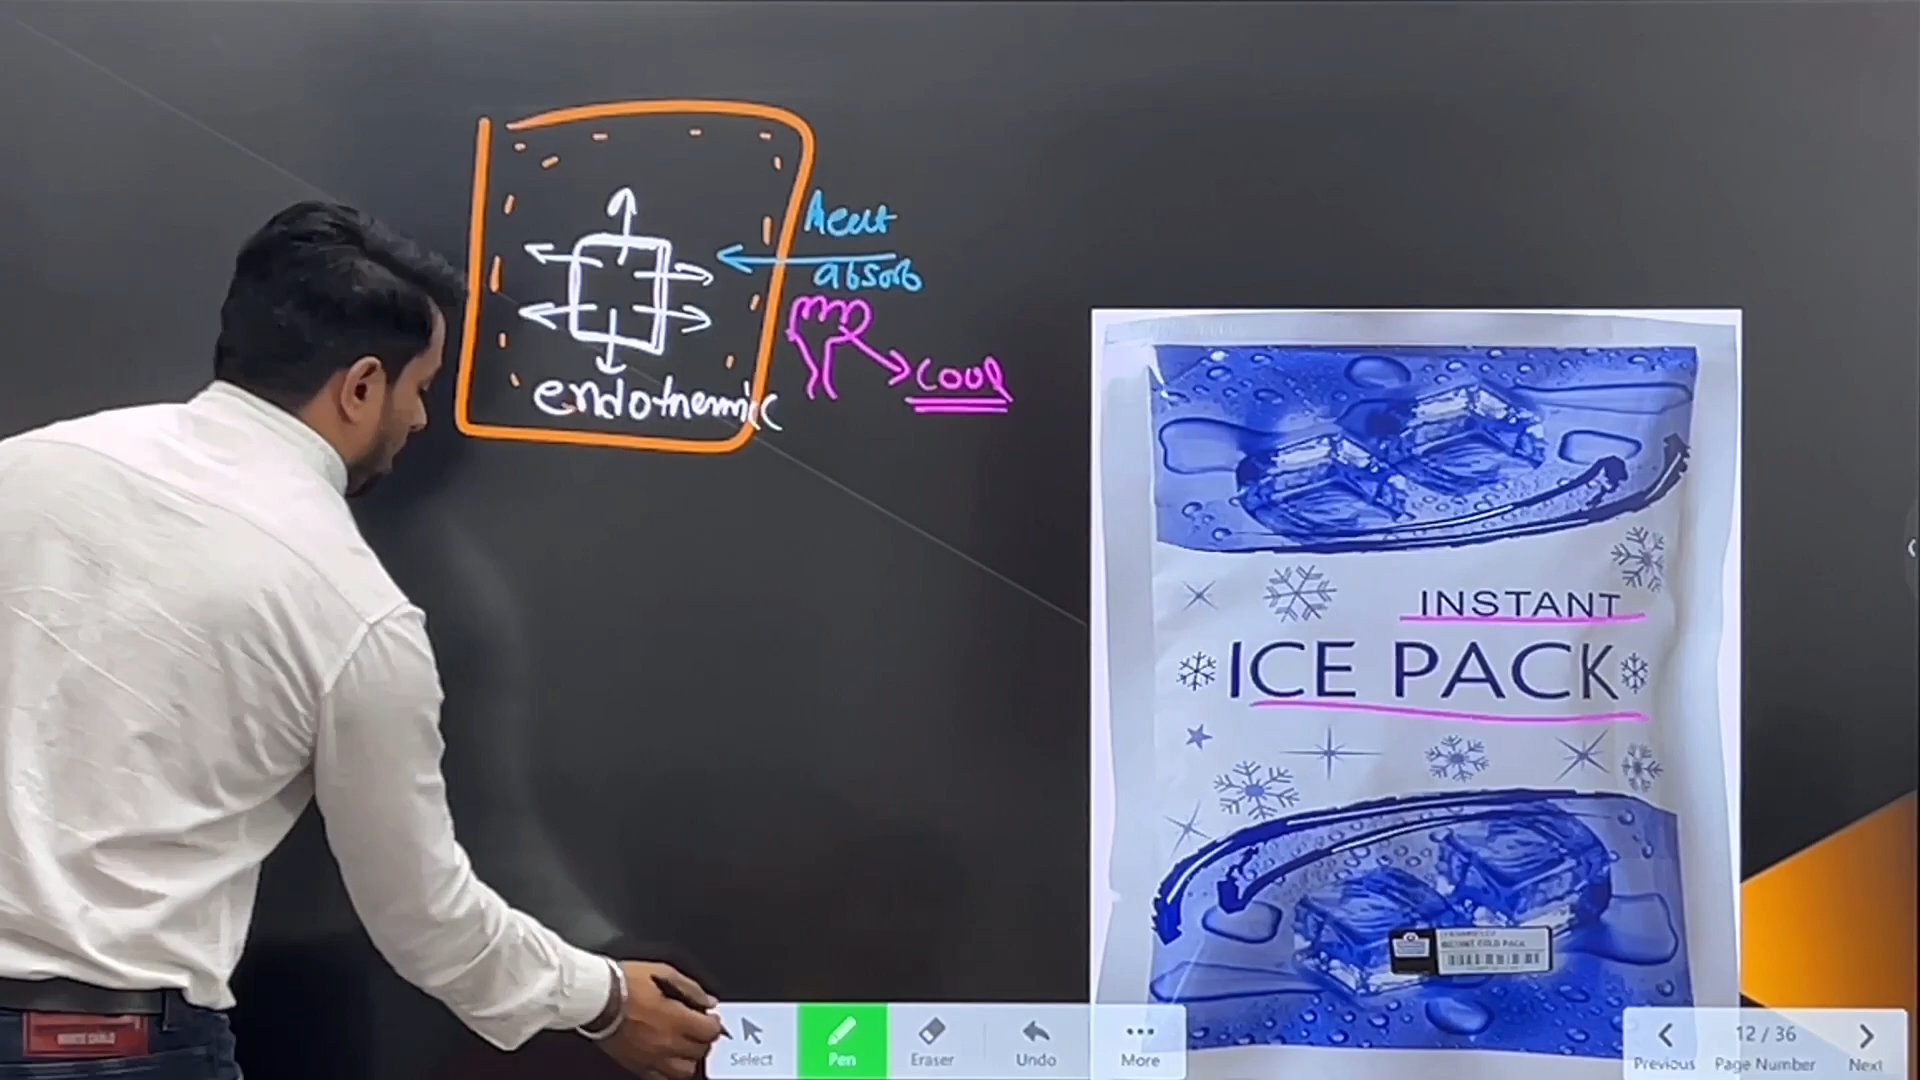 Heat
absorb
endothermic
cool
INSTANT
ICE PACK
INSTANT COLD PACK
Select
Pen
Eraser
Undo
More
Previous
12 / 36
Page Number
Next